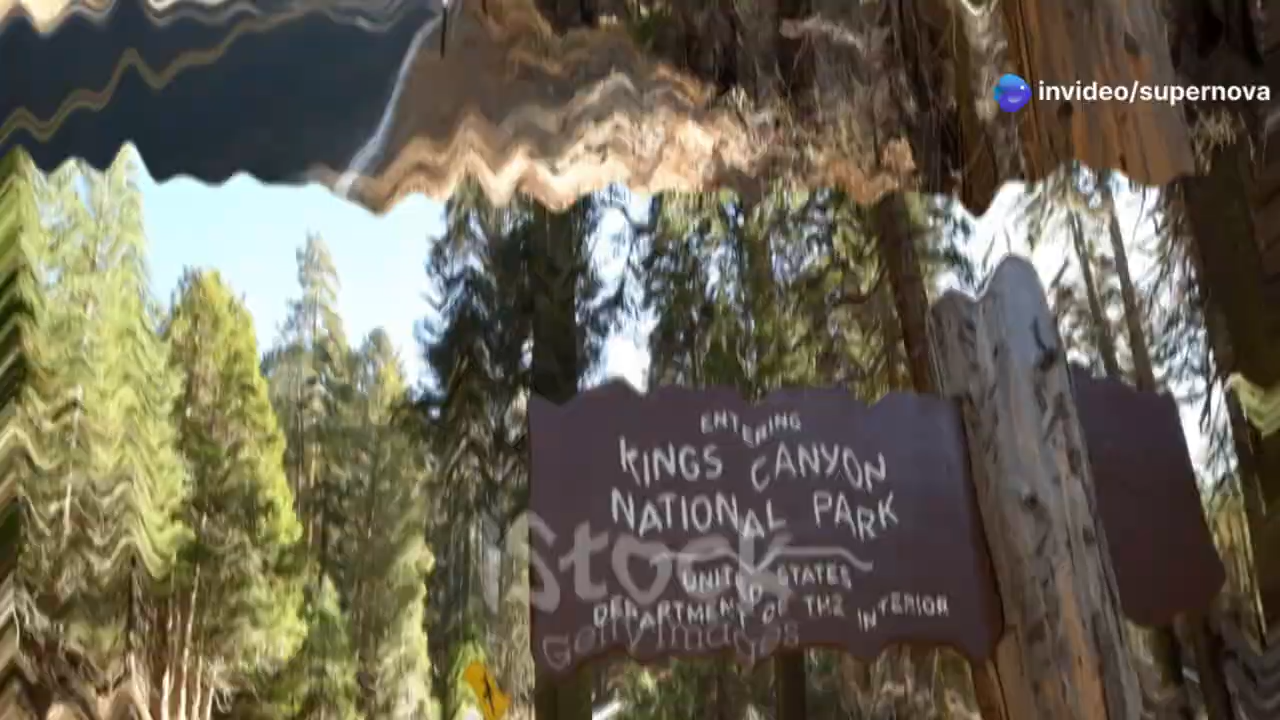 invideo/supernova
ENTERING
KINGS CANYON
NATIONAL PARK
iStock
UNITED STATES
DEPARTMENT OF THE INTERIOR
Getty Images